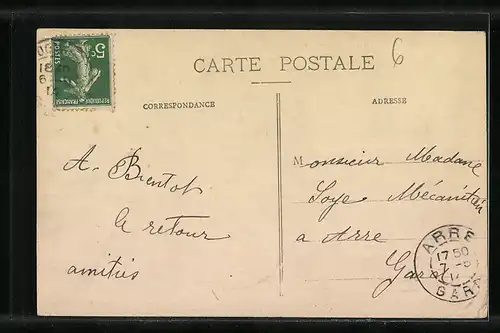 5c
POSTES
REPUBLIQUE FRANÇAISE
6
CARTE POSTALE
CORRESPONDANCE
ADRESSE
A. Bientot
le retour
amitiés
Monsieur Madame
Soye Mécanicien
a Arre
Gard
ARRE
17 50
GARD